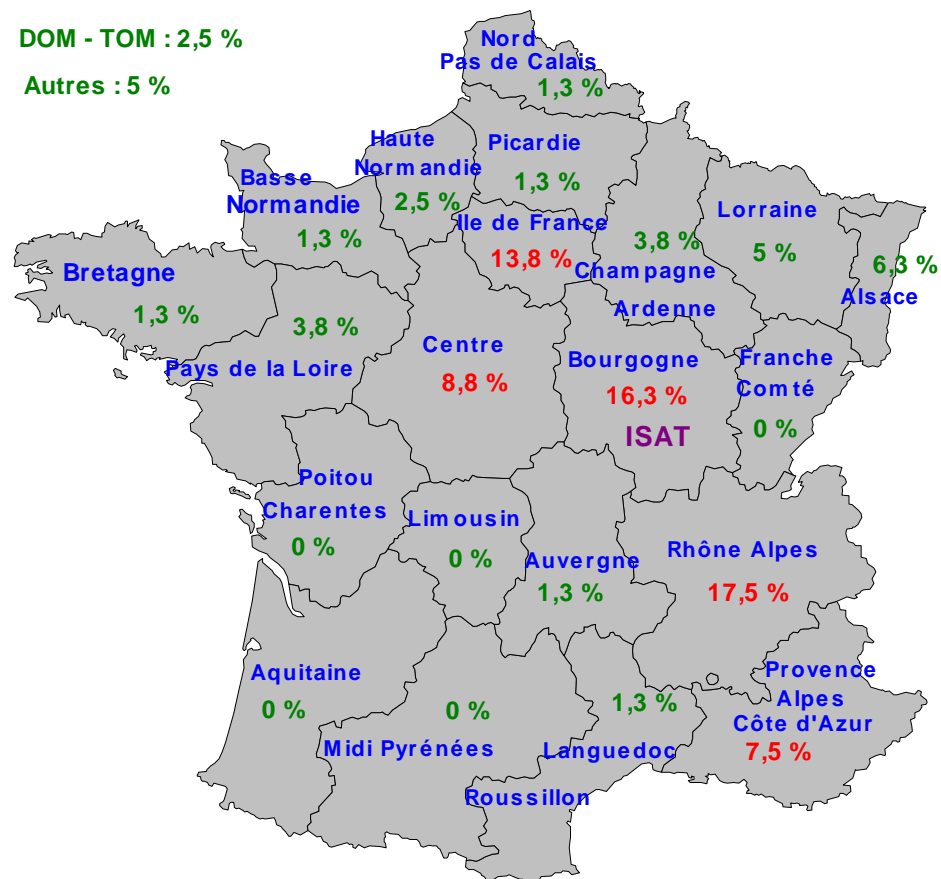 DOM - TOM : 2,5 %
Autres : 5 %
Nord
Pas de Calais
1,3 %
Haute
Normandie
2,5 %
Picardie
1,3 %
Basse
Normandie
1,3 %
Ile de France
13,8 %
3,8 %
Champagne
Ardenne
Lorraine
5 %
6,3 %
Alsace
Bretagne
1,3 %
3,8 %
Pays de la Loire
Centre
8,8 %
Bourgogne
16,3 %
ISAT
Franche
Comté
0 %
Poitou
Charentes
0 %
Limousin
0 %
Auvergne
1,3 %
Rhône Alpes
17,5 %
Aquitaine
0 %
0 %
Midi Pyrénées
1,3 %
Languedoc
Roussillon
Provence
Alpes
Côte d'Azur
7,5 %